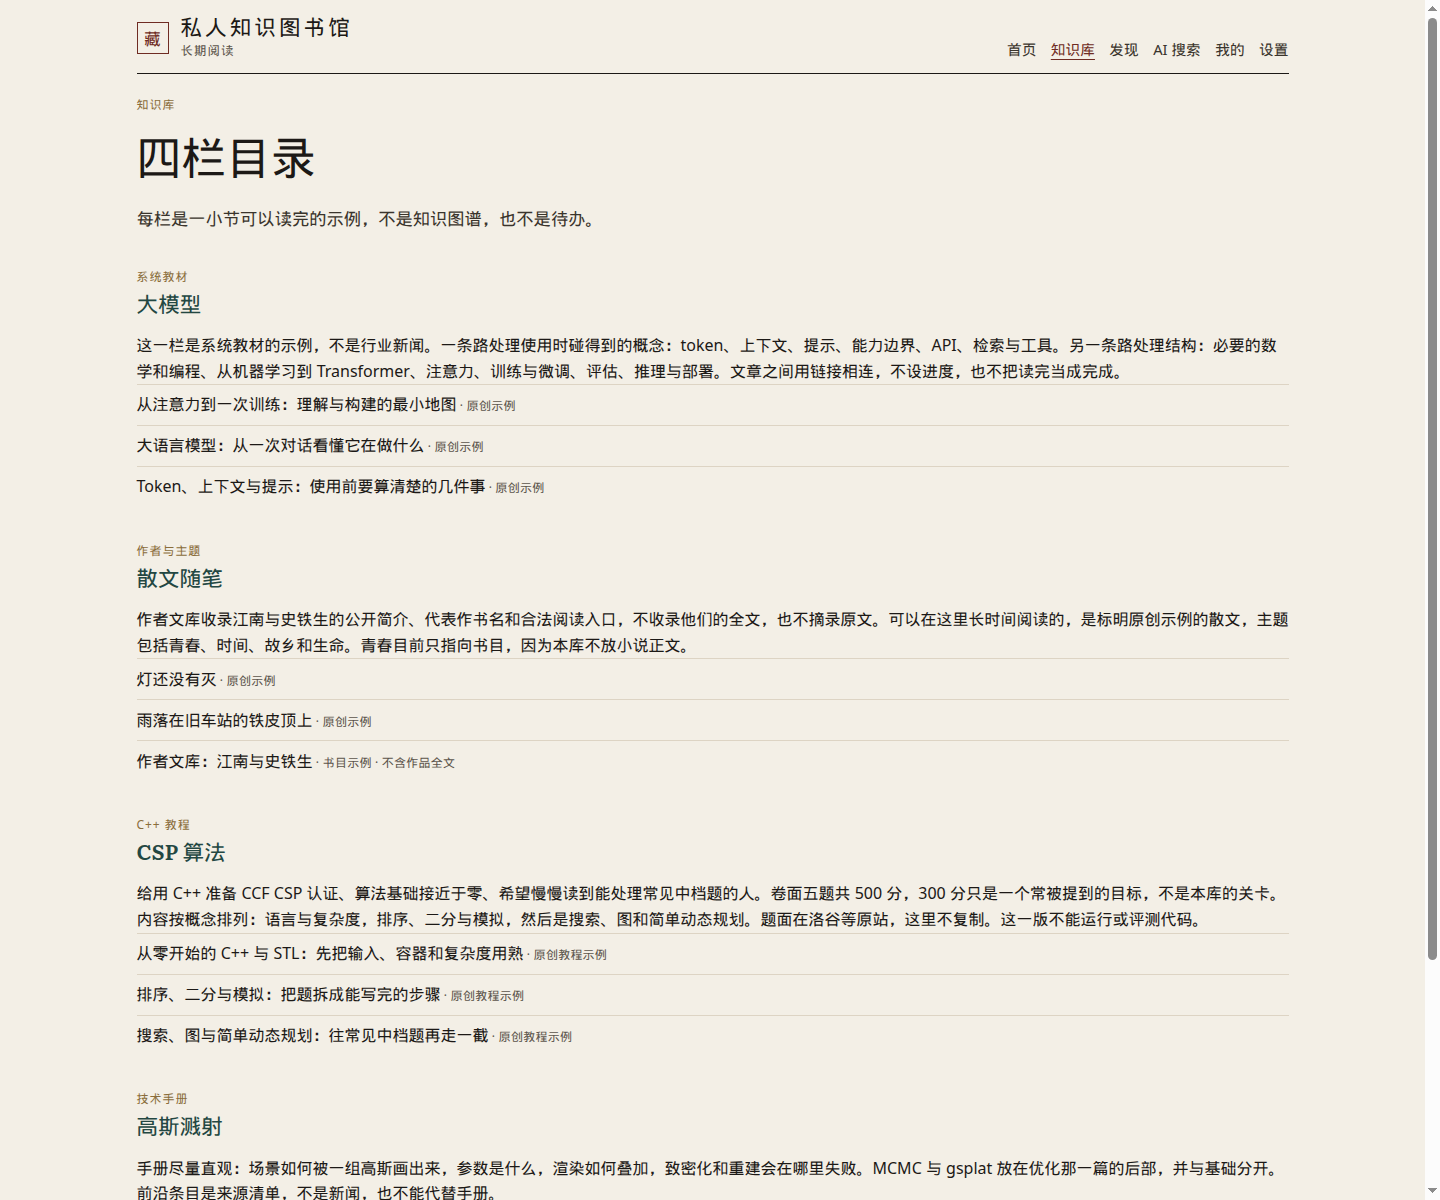 藏
私人知识图书馆
长期阅读
首页 知识库 发现 AI 搜索 我的 设置
知识库
四栏目录
每栏是一小节可以读完的示例，不是知识图谱，也不是待办。
系统教材
大模型
这一栏是系统教材的示例，不是行业新闻。一条路处理使用时碰得到的概念：token、上下文、提示、能力边界、API、检索与工具。另一条路处理结构：必要的数
学和编程、从机器学习到 Transformer、注意力、训练与微调、评估、推理与部署。文章之间用链接相连，不设进度，也不把读完当成完成。
从注意力到一次训练：理解与构建的最小地图 · 原创示例
大语言模型：从一次对话看懂它在做什么 · 原创示例
Token、上下文与提示：使用前要算清楚的几件事 · 原创示例
作者与主题
散文随笔
作者文库收录江南与史铁生的公开简介、代表作书名和合法阅读入口，不收录他们的全文，也不摘录原文。可以在这里长时间阅读的，是标明原创示例的散文，主题
包括青春、时间、故乡和生命。青春目前只指向书目，因为本库不放小说正文。
灯还没有灭 · 原创示例
雨落在旧车站的铁皮顶上 · 原创示例
作者文库：江南与史铁生 · 书目示例 · 不含作品全文
C++ 教程
CSP 算法
给用 C++ 准备 CCF CSP 认证、算法基础接近于零、希望慢慢读到能处理常见中档题的人。卷面五题共 500 分，300 分只是一个常被提到的目标，不是本库的关卡。
内容按概念排列：语言与复杂度，排序、二分与模拟，然后是搜索、图和简单动态规划。题面在洛谷等原站，这里不复制。这一版不能运行或评测代码。
从零开始的 C++ 与 STL：先把输入、容器和复杂度用熟 · 原创教程示例
排序、二分与模拟：把题拆成能写完的步骤 · 原创教程示例
搜索、图与简单动态规划：往常见中档题再走一截 · 原创教程示例
技术手册
高斯溅射
手册尽量直观：场景如何被一组高斯画出来，参数是什么，渲染如何叠加，致密化和重建会在哪里失败。MCMC 与 gsplat 放在优化那一篇的后部，并与基础分开。
前沿条目是来源清单，不是新闻，也不能代替手册。